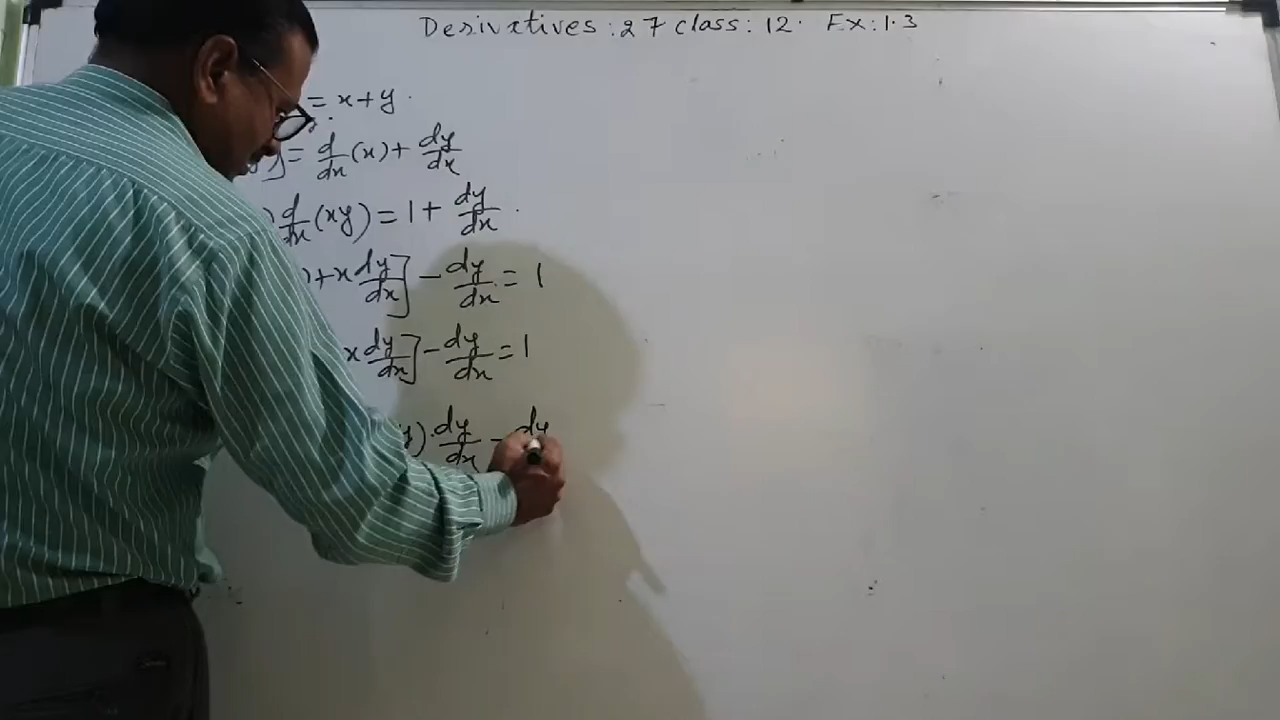 Derivatives : 27 class : 12. Ex : 1.3
= x + y.
y)] = d/dx (x) + dy/dx
) d/dx (xy) = 1 + dy/dx.
) + x dy/dx] - dy/dx = 1
x dy/dx] - dy/dx = 1
y). dy/dx - dy